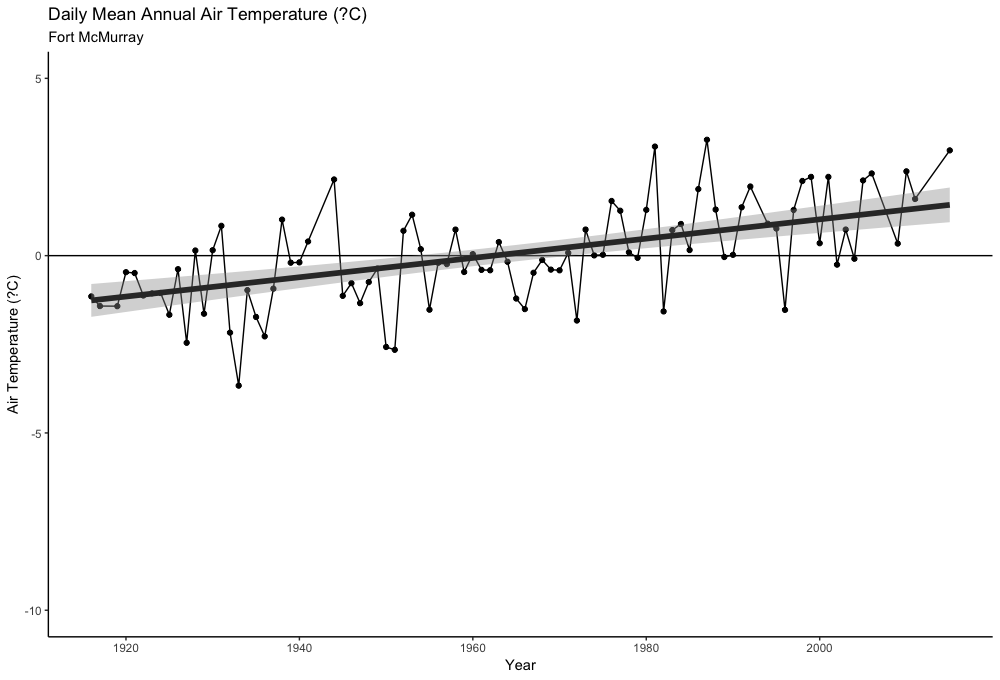 Daily Mean Annual Air Temperature (?C)
Fort McMurray
Air Temperature (?C)
5
0
-5
-10
1920 1940 1960 1980 2000
Year